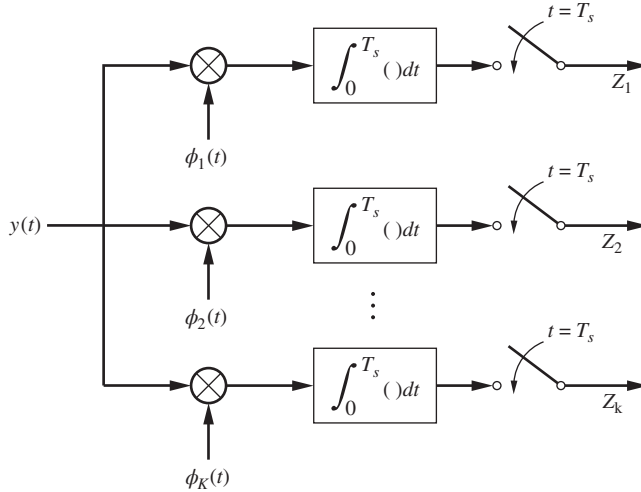 t = T_s
∫_0^{T_s} ( )dt
Z_1
ϕ_1(t)
t = T_s
y(t)
∫_0^{T_s} ( )dt
Z_2
ϕ_2(t)
⋮
t = T_s
∫_0^{T_s} ( )dt
Z_k
ϕ_K(t)